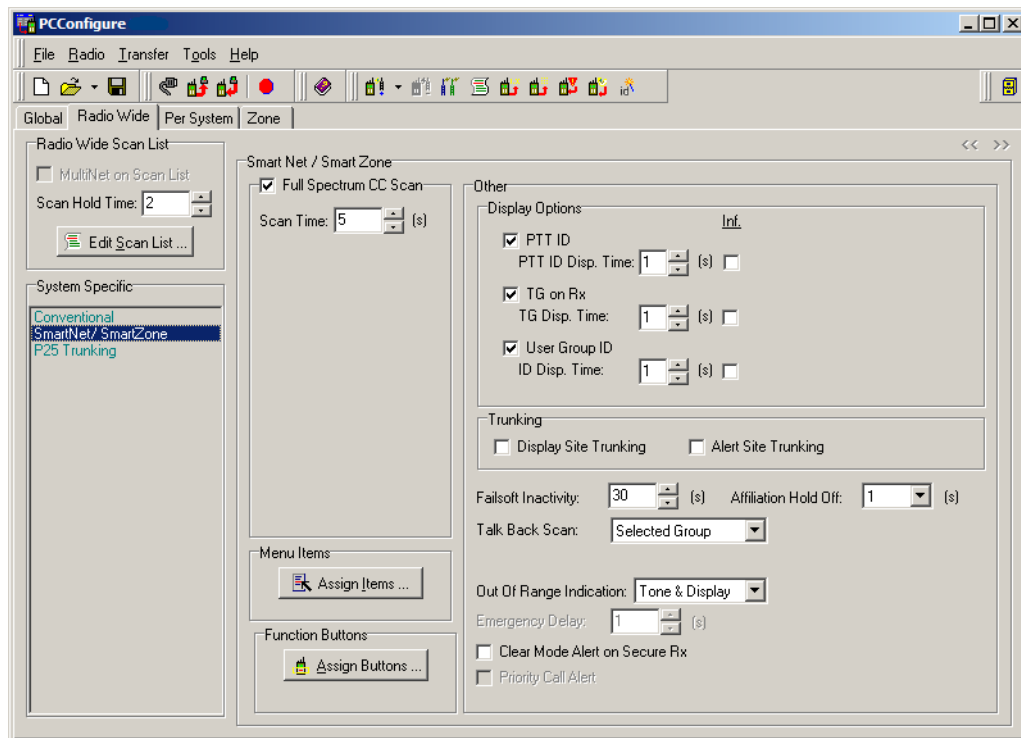 PCConfigure
File Radio Transfer Tools Help
id
Global Radio Wide Per System Zone
<< >>
Radio Wide Scan List
MultiNet on Scan List
Scan Hold Time: 2
Edit Scan List ...
System Specific
Conventional
SmartNet/ SmartZone
P25 Trunking
Smart Net / Smart Zone
Full Spectrum CC Scan
Scan Time: 5 (s)
Menu Items
Assign Items ...
Function Buttons
Assign Buttons ...
Other
Display Options
Inf.
PTT ID
PTT ID Disp. Time: 1 (s)
TG on Rx
TG Disp. Time: 1 (s)
User Group ID
ID Disp. Time: 1 (s)
Trunking
Display Site Trunking Alert Site Trunking
Failsoft Inactivity: 30 (s) Affiliation Hold Off: 1 (s)
Talk Back Scan: Selected Group
Out Of Range Indication: Tone & Display
Emergency Delay: 1 (s)
Clear Mode Alert on Secure Rx
Priority Call Alert